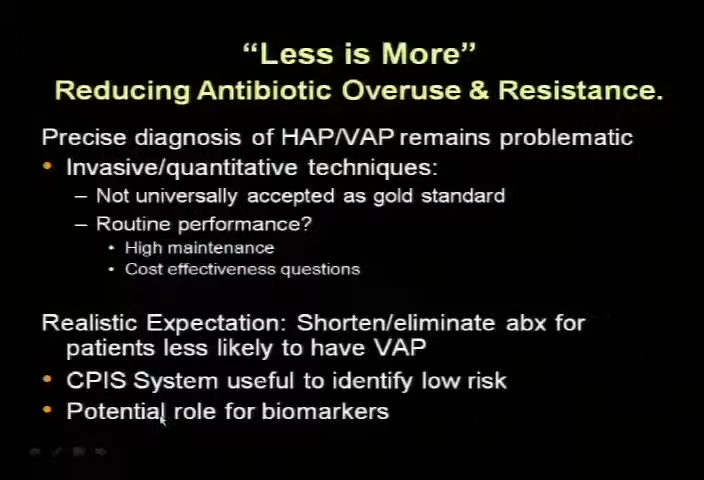 “Less is More”
Reducing Antibiotic Overuse & Resistance.
Precise diagnosis of HAP/VAP remains problematic
• Invasive/quantitative techniques:
– Not universally accepted as gold standard
– Routine performance?
• High maintenance
• Cost effectiveness questions
Realistic Expectation: Shorten/eliminate abx for
patients less likely to have VAP
• CPIS System useful to identify low risk
• Potential role for biomarkers